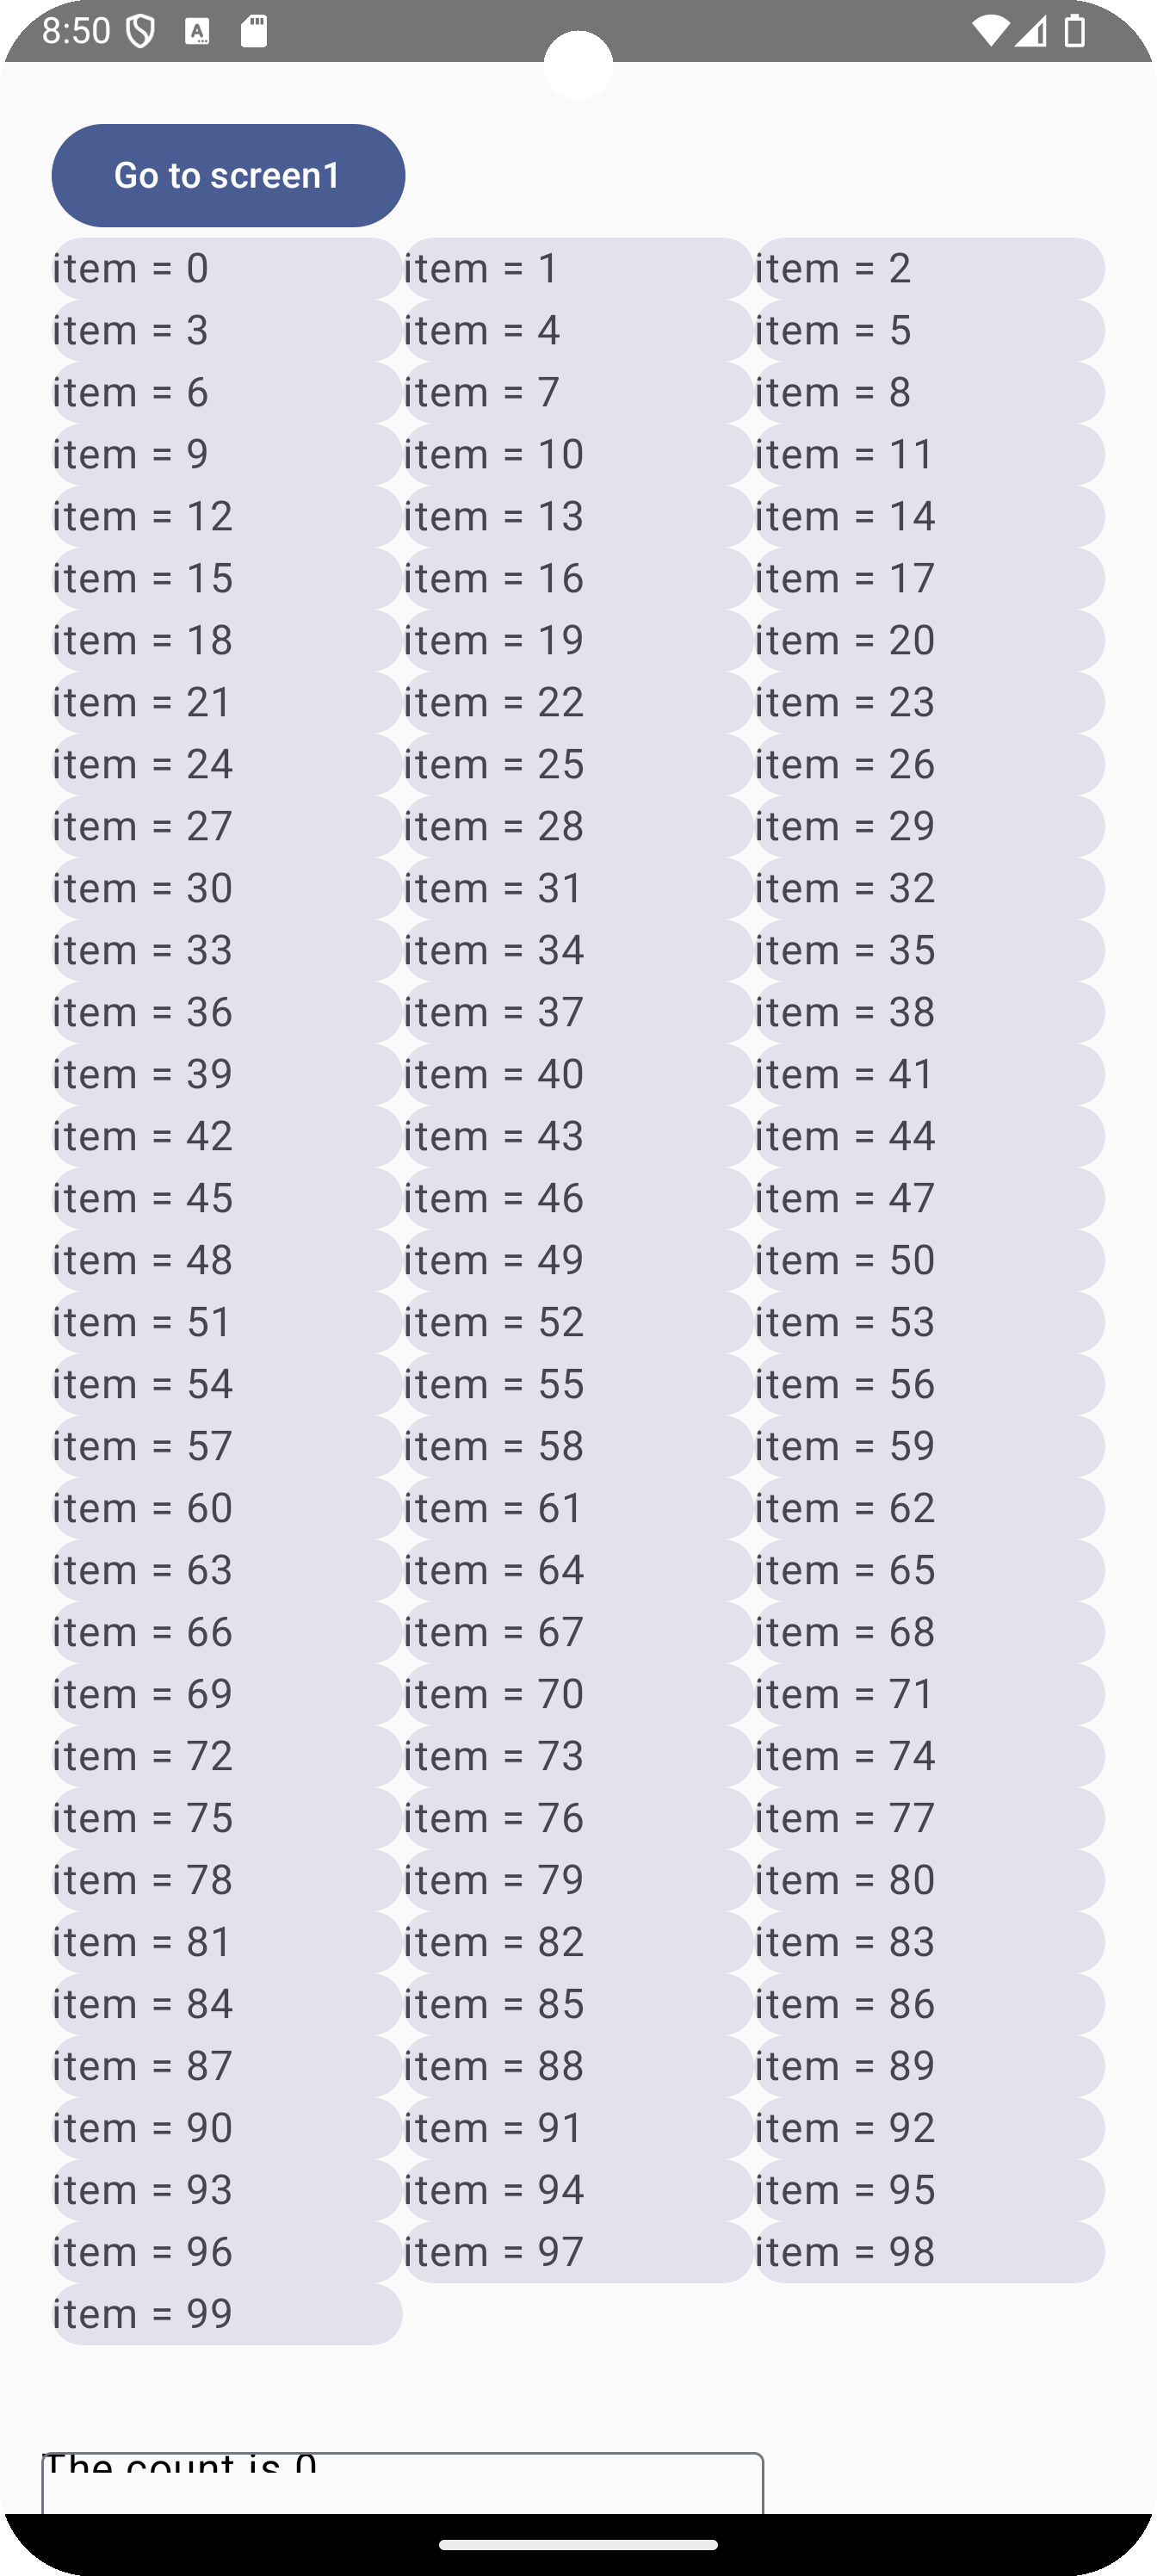 8:50
Go to screen1
item = 0 item = 1 item = 2
item = 3 item = 4 item = 5
item = 6 item = 7 item = 8
item = 9 item = 10 item = 11
item = 12 item = 13 item = 14
item = 15 item = 16 item = 17
item = 18 item = 19 item = 20
item = 21 item = 22 item = 23
item = 24 item = 25 item = 26
item = 27 item = 28 item = 29
item = 30 item = 31 item = 32
item = 33 item = 34 item = 35
item = 36 item = 37 item = 38
item = 39 item = 40 item = 41
item = 42 item = 43 item = 44
item = 45 item = 46 item = 47
item = 48 item = 49 item = 50
item = 51 item = 52 item = 53
item = 54 item = 55 item = 56
item = 57 item = 58 item = 59
item = 60 item = 61 item = 62
item = 63 item = 64 item = 65
item = 66 item = 67 item = 68
item = 69 item = 70 item = 71
item = 72 item = 73 item = 74
item = 75 item = 76 item = 77
item = 78 item = 79 item = 80
item = 81 item = 82 item = 83
item = 84 item = 85 item = 86
item = 87 item = 88 item = 89
item = 90 item = 91 item = 92
item = 93 item = 94 item = 95
item = 96 item = 97 item = 98
item = 99
The count is 0